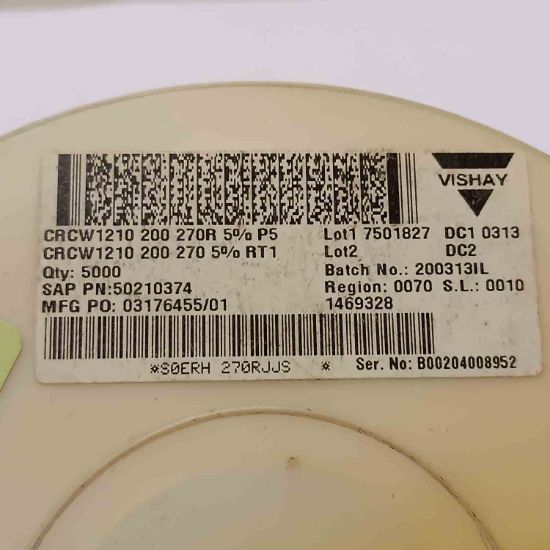 VISHAY
CRCW1210 200 270R 5% P5 Lot1 7501827 DC1 0313
CRCW1210 200 270 5% RT1 Lot2 DC2
Qty: 5000 Batch No.: 200313IL
SAP PN:50210374 Region: 0070 S.L.: 0010
MFG PO: 03176455/01 1469328
*S0ERH 270RJJS * Ser. No: B00204008952